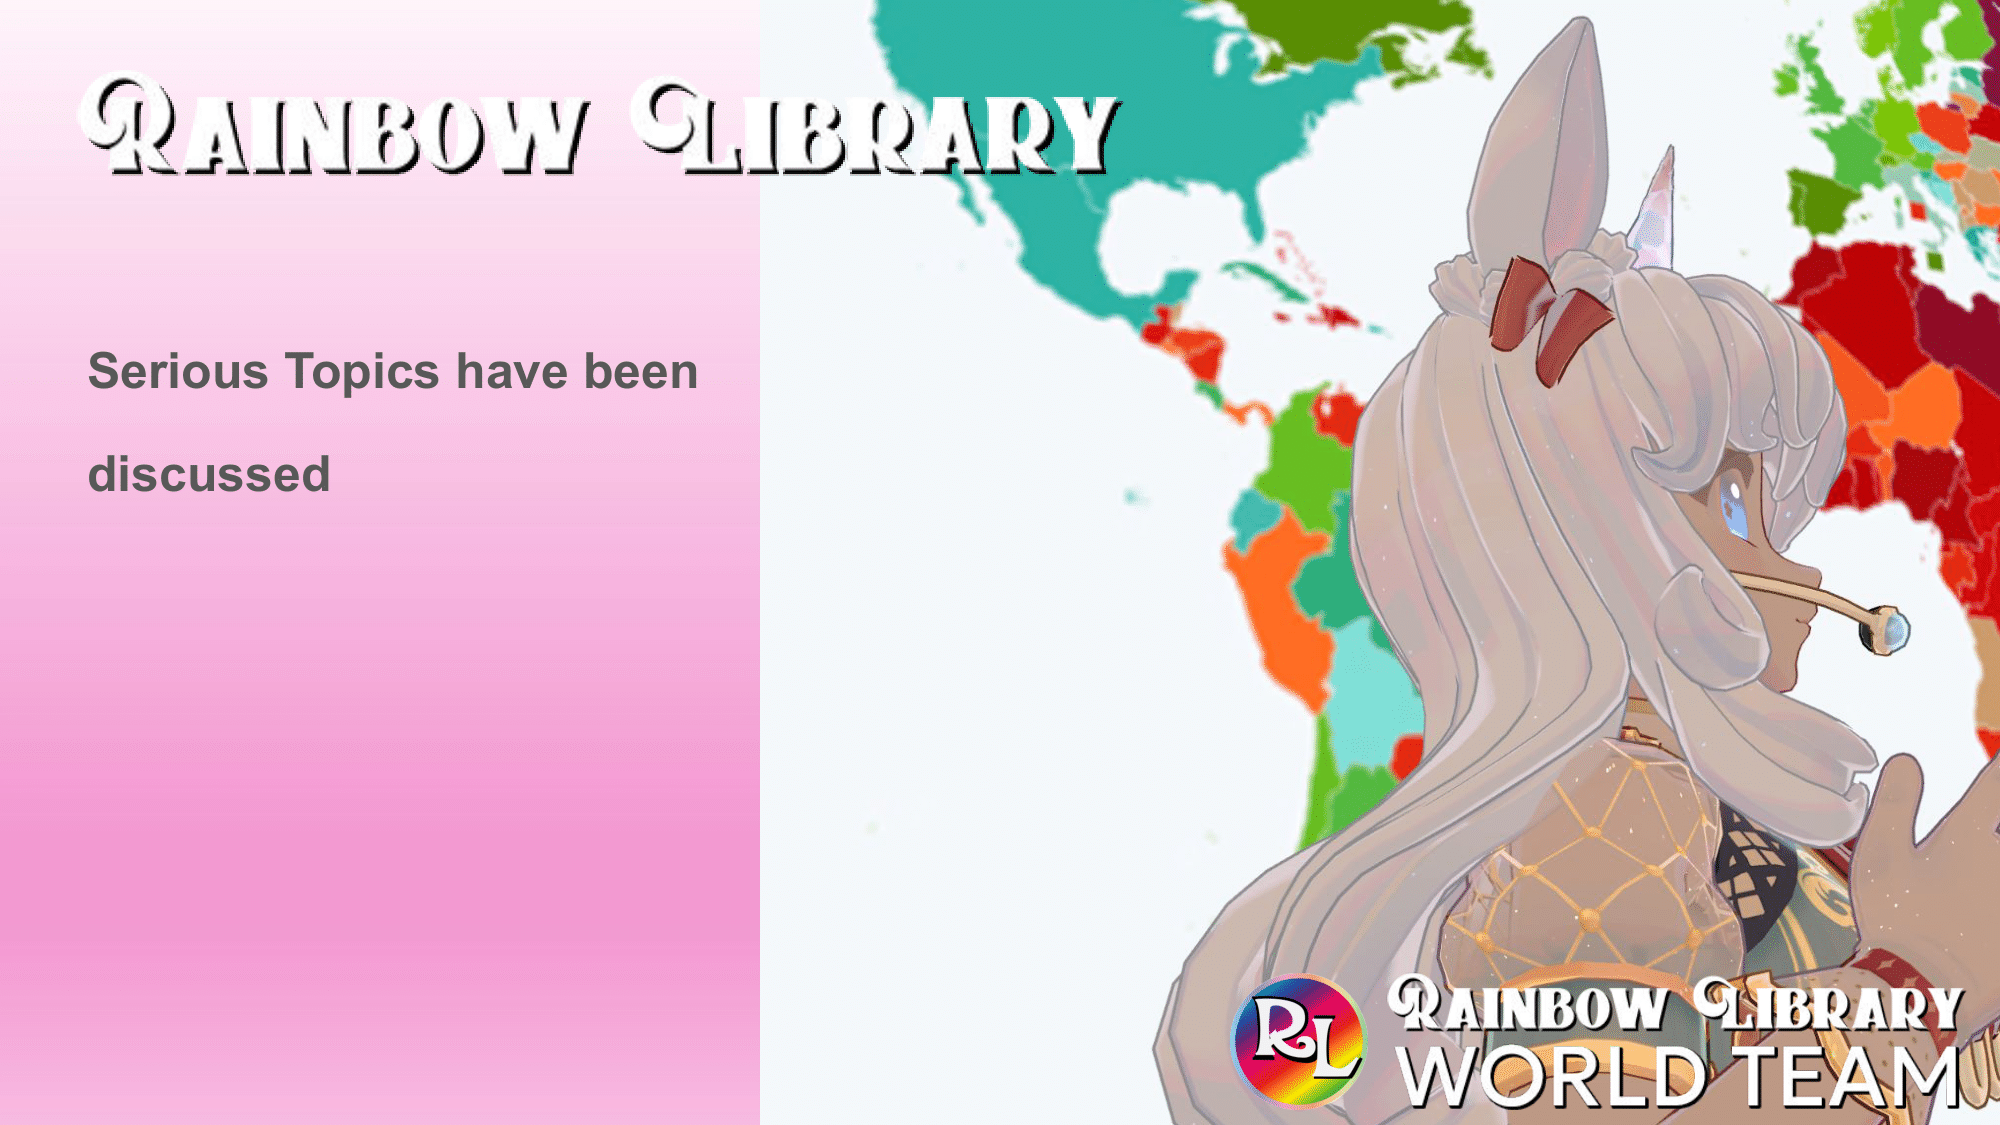 Rainbow Library
Serious Topics have been
discussed
RL
Rainbow Library
WORLD TEAM